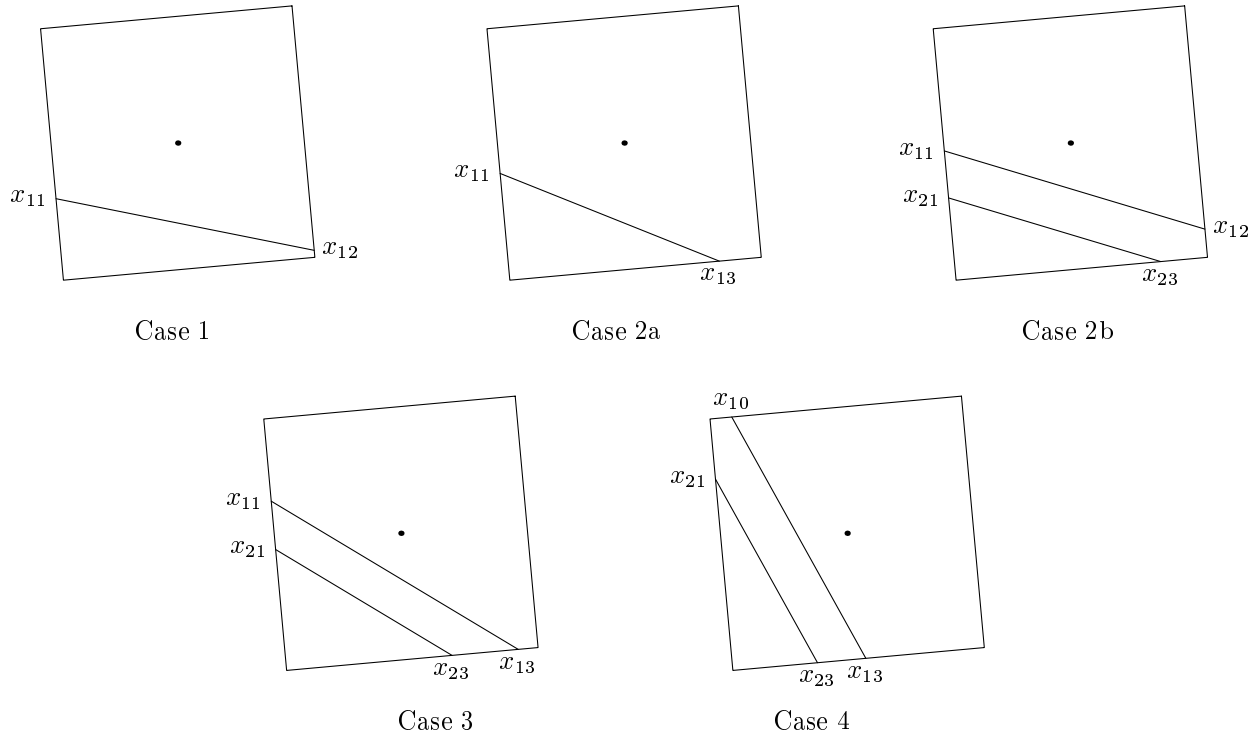 x₁₁
x₁₂
Case 1
x₁₁
x₁₃
Case 2a
x₁₁
x₂₁
x₁₂
x₂₃
Case 2b
x₁₁
x₂₁
x₂₃
x₁₃
Case 3
x₁₀
x₂₁
x₂₃
x₁₃
Case 4